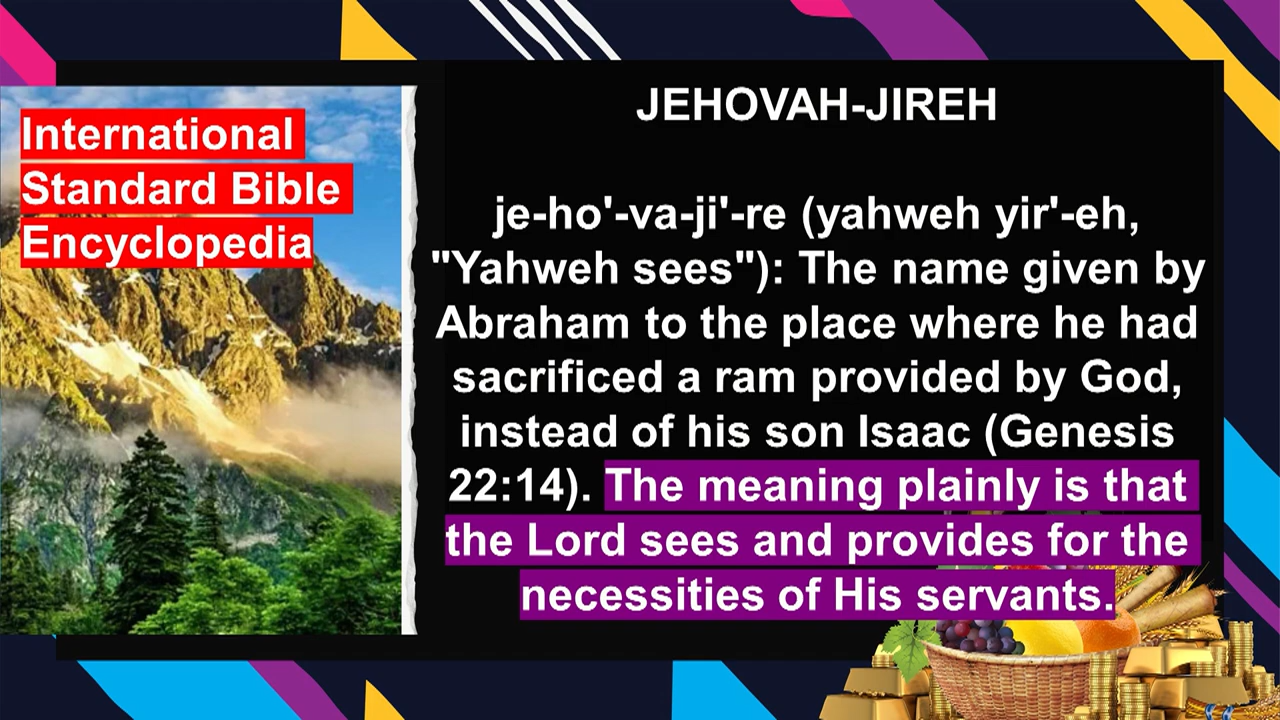 International
Standard Bible
Encyclopedia
JEHOVAH-JIREH
je-ho'-va-ji'-re (yahweh yir'-eh,
"Yahweh sees"): The name given by
Abraham to the place where he had
sacrificed a ram provided by God,
instead of his son Isaac (Genesis
22:14). The meaning plainly is that
the Lord sees and provides for the
necessities of His servants.